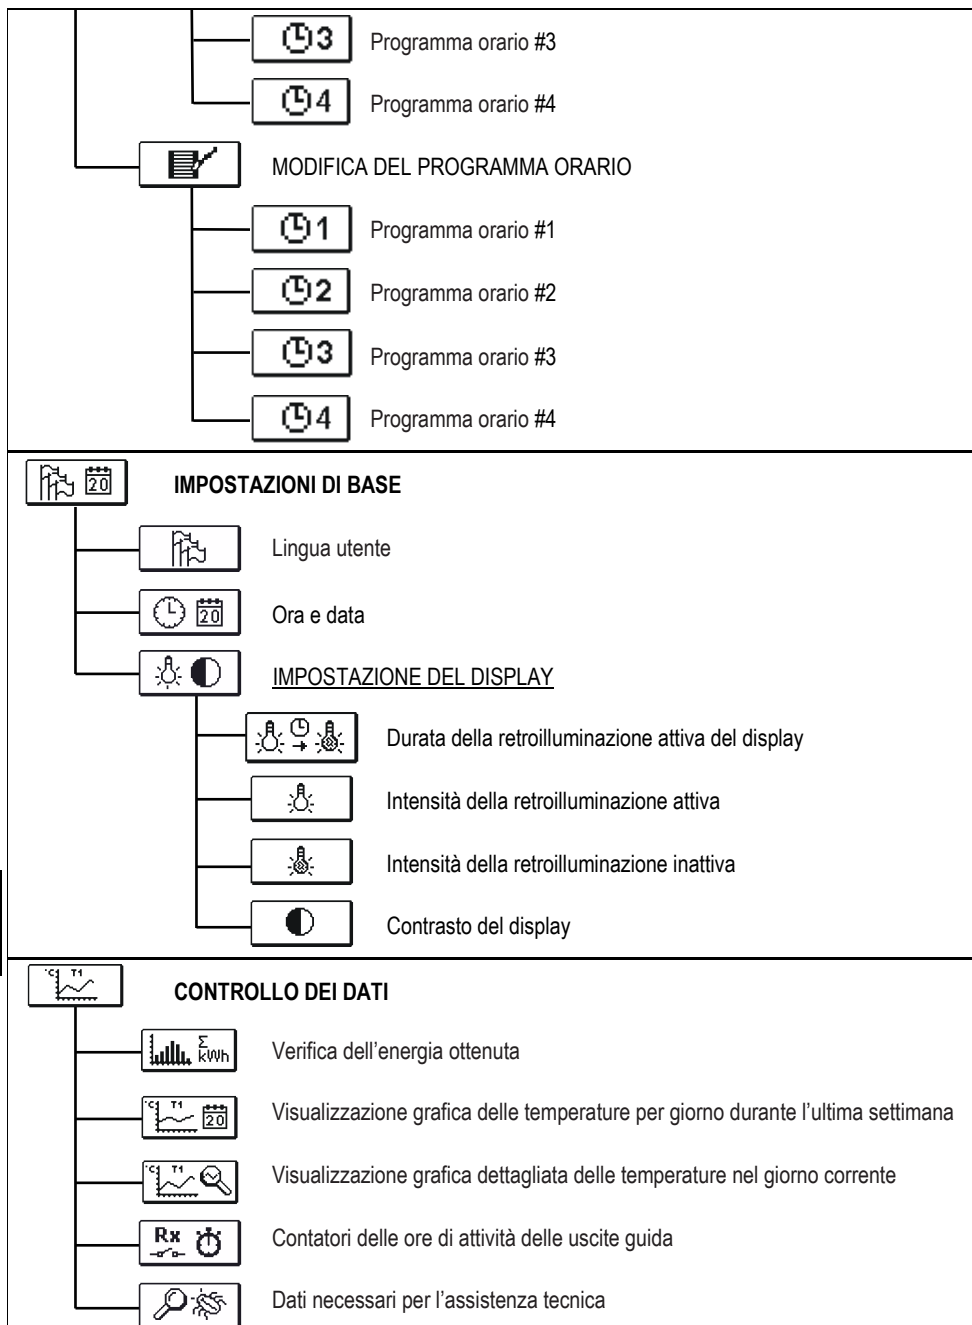 3 Programma orario #3
4 Programma orario #4
MODIFICA DEL PROGRAMMA ORARIO
1 Programma orario #1
2 Programma orario #2
3 Programma orario #3
4 Programma orario #4
20 IMPOSTAZIONI DI BASE
Lingua utente
20 Ora e data
IMPOSTAZIONE DEL DISPLAY
Durata della retroilluminazione attiva del display
Intensità della retroilluminazione attiva
Intensità della retroilluminazione inattiva
Contrasto del display
°C T1 CONTROLLO DEI DATI
Σ kWh Verifica dell’energia ottenuta
°C T1 20 Visualizzazione grafica delle temperature per giorno durante l’ultima settimana
°C T1 Visualizzazione grafica dettagliata delle temperature nel giorno corrente
Rx Contatori delle ore di attività delle uscite guida
Dati necessari per l’assistenza tecnica